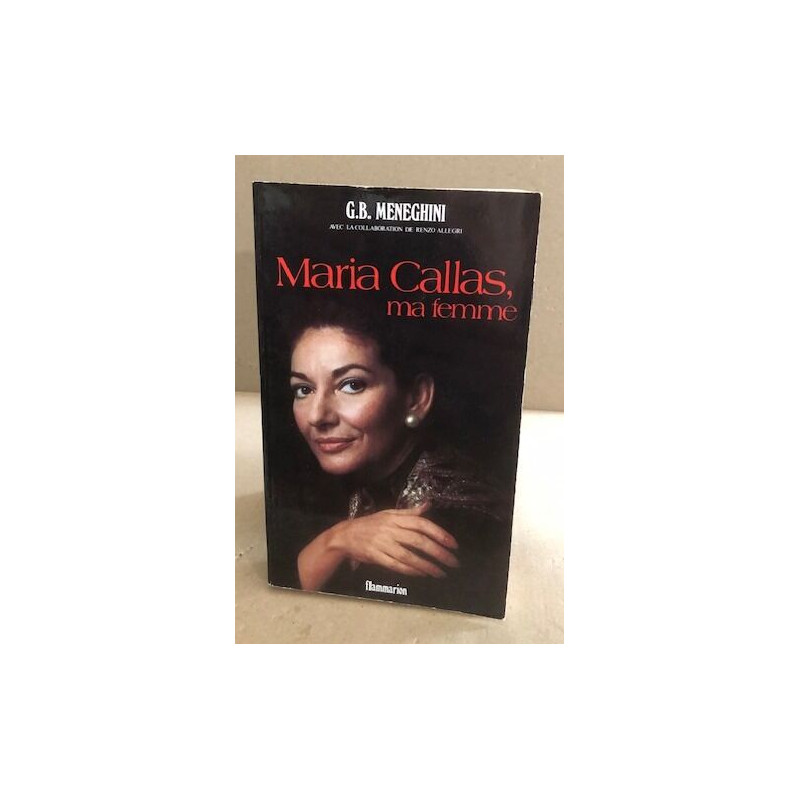 G.B. MENEGHINI
AVEC LA COLLABORATION DE RENZO ALLEGRI
Maria Callas,
ma femme
flammarion